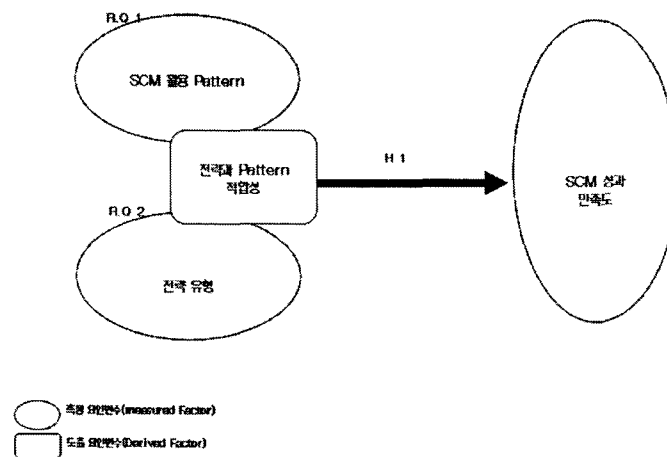 R.Q 1
SCM 활용 Pattern
전략과 Pattern
적합성
H 1
SCM 성과
만족도
R.Q 2
전략 유형
측정 요인변수(measured Factor)
도출 요인변수(Derived Factor)